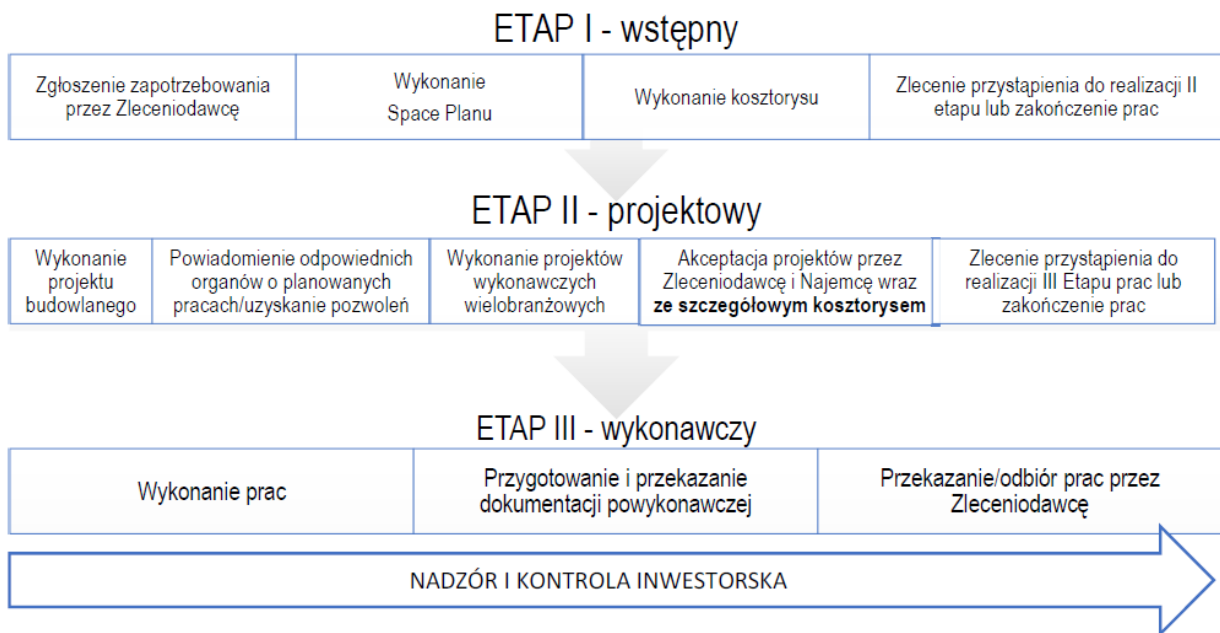 ETAP I - wstępny
Zgłoszenie zapotrzebowania
przez Zleceniodawcę
Wykonanie
Space Planu
Wykonanie kosztorysu
Zlecenie przystąpienia do realizacji II
etapu lub zakończenie prac
ETAP II - projektowy
Wykonanie
projektu
budowlanego
Powiadomienie odpowiednich
organów o planowanych
pracach/uzyskanie pozwoleń
Wykonanie projektów
wykonawczych
wielobranżowych
Akceptacja projektów przez
Zleceniodawcę i Najemcę wraz
ze szczegółowym kosztorysem
Zlecenie przystąpienia do
realizacji III Etapu prac lub
zakończenie prac
ETAP III - wykonawczy
Wykonanie prac
Przygotowanie i przekazanie
dokumentacji powykonawczej
Przekazanie/odbiór prac przez
Zleceniodawcę
NADZÓR I KONTROLA INWESTORSKA